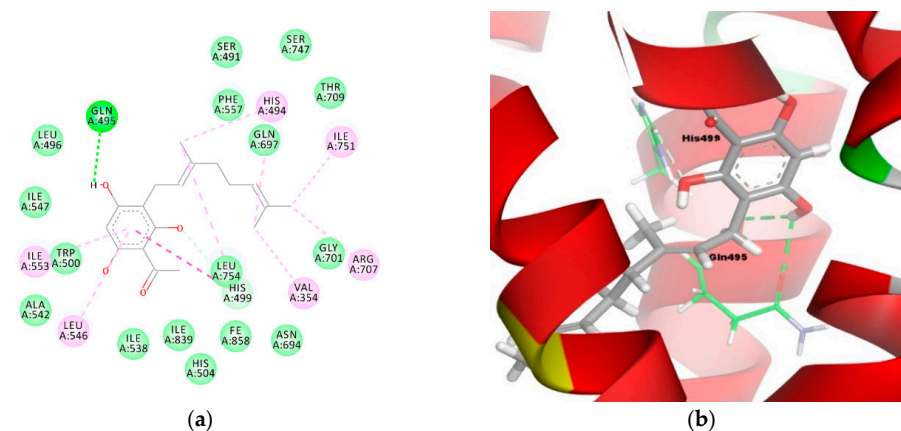 SER
A:491
SER
A:747
GLN
A:495
PHE
A:557
HIS
A:494
THR
A:709
LEU
A:496
GLN
A:697
ILE
A:751
H
ILE
A:547
ILE
A:553
TRP
A:500
LEU
A:754
HIS
A:499
GLY
A:701
ARG
A:707
VAL
A:354
ALA
A:542
O
LEU
A:546
ILE
A:538
ILE
A:839
FE
A:858
ASN
A:694
HIS
A:504
(a)
His499
Gln495
(b)